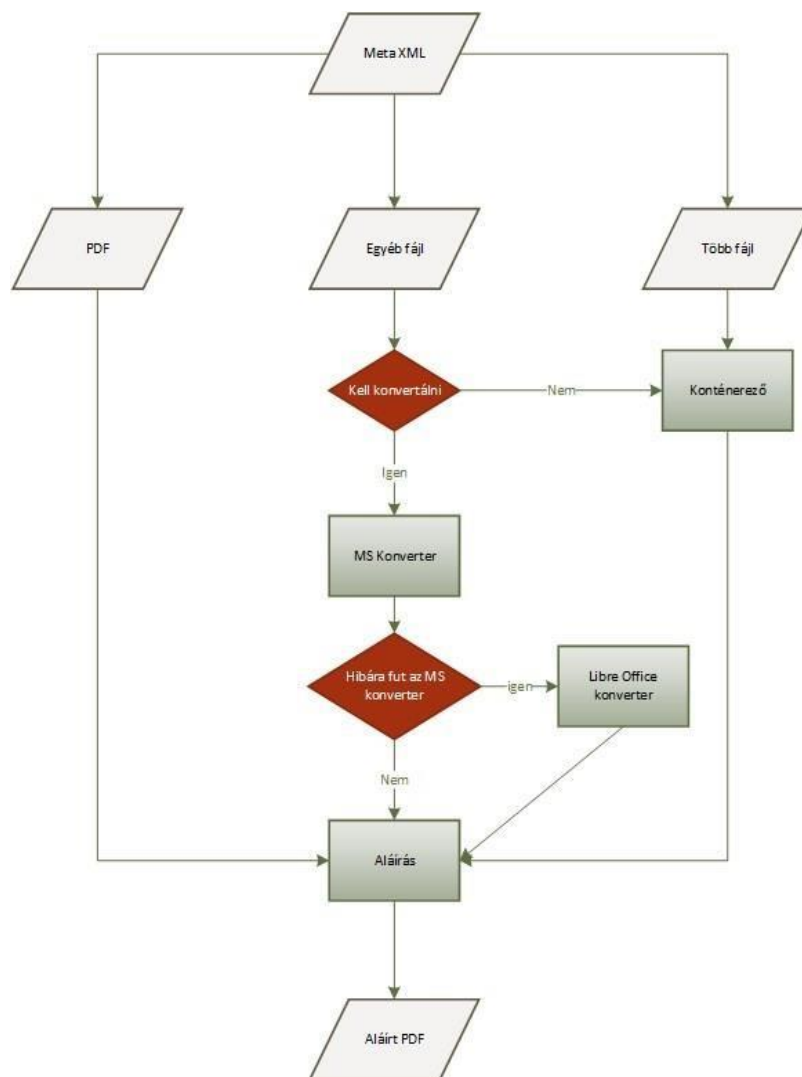 Meta XML
PDF
Egyéb fájl
Több fájl
Kell konvertálni
Nem
Konténerező
Igen
MS Konverter
Hibára fut az MS
konverter
igen
Libre Office
konverter
Nem
Aláírás
Aláírt PDF